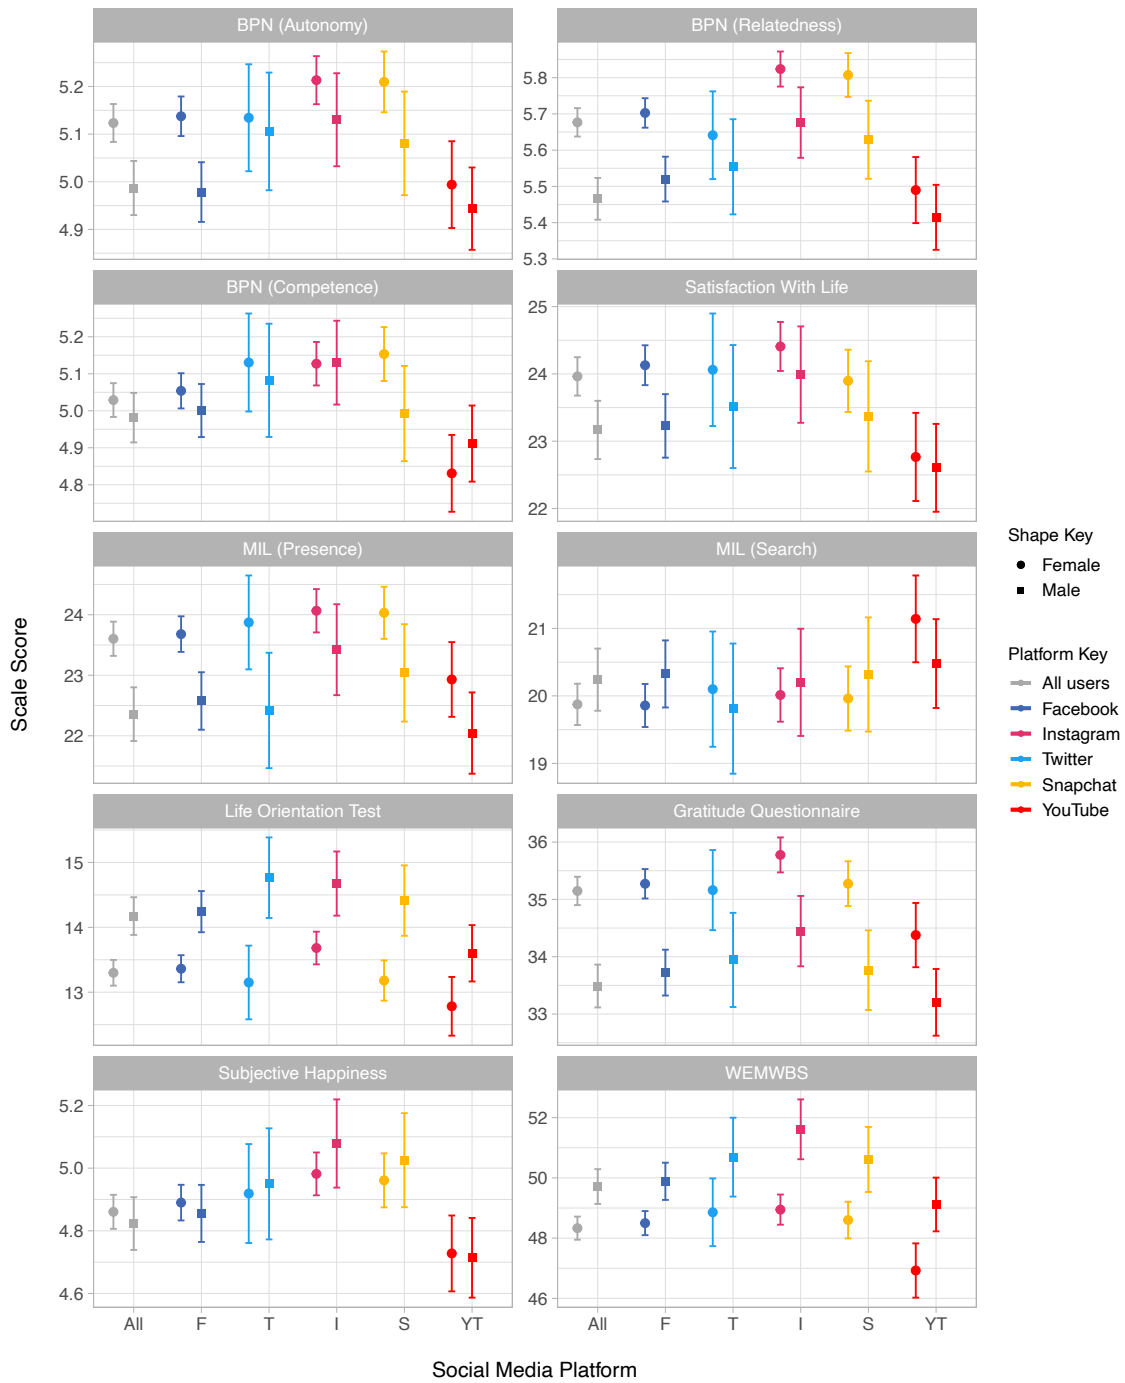 BPN (Autonomy)
BPN (Relatedness)
5.2
5.1
5.0
4.9
5.8
5.7
5.6
5.5
5.4
5.3
BPN (Competence)
Satisfaction With Life
5.2
5.1
5.0
4.9
4.8
25
24
23
22
MIL (Presence)
MIL (Search)
24
23
22
21
20
19
Life Orientation Test
Gratitude Questionnaire
15
14
13
36
35
34
33
Subjective Happiness
WEMWBS
5.2
5.0
4.8
4.6
52
50
48
46
All F T I S YT
All F T I S YT
Scale Score
Social Media Platform
Shape Key
Female
Male
Platform Key
All users
Facebook
Instagram
Twitter
Snapchat
YouTube